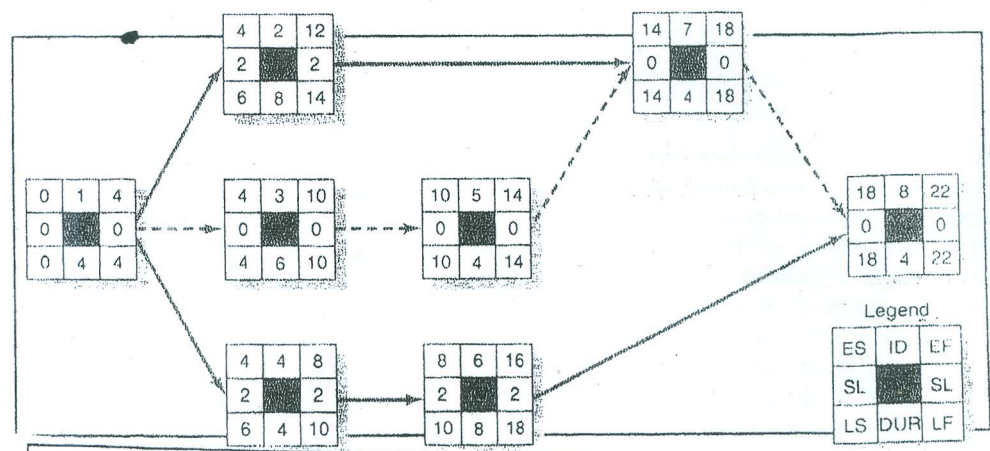 4 2 12
2 2
6 8 14
14 7 18
0 0
14 4 18
0 1 4
0 0
0 4 4
4 3 10
0 0
4 6 10
10 5 14
0 0
10 4 14
18 8 22
0 0
18 4 22
4 4 8
2 2
6 4 10
8 6 16
2 2
10 8 18
Legend
ES ID EF
SL SL
LS DUR LF